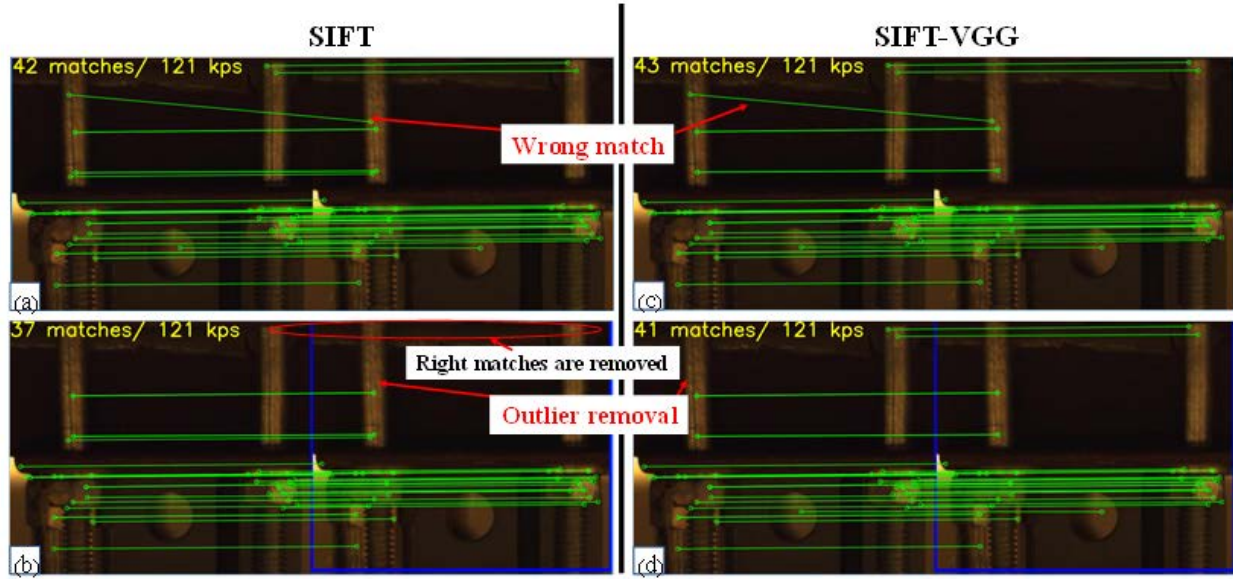 SIFT
SIFT-VGG
42 matches/ 121 kps
43 matches/ 121 kps
Wrong match
(a)
(c)
37 matches/ 121 kps
41 matches/ 121 kps
Right matches are removed
Outlier removal
(b)
(d)